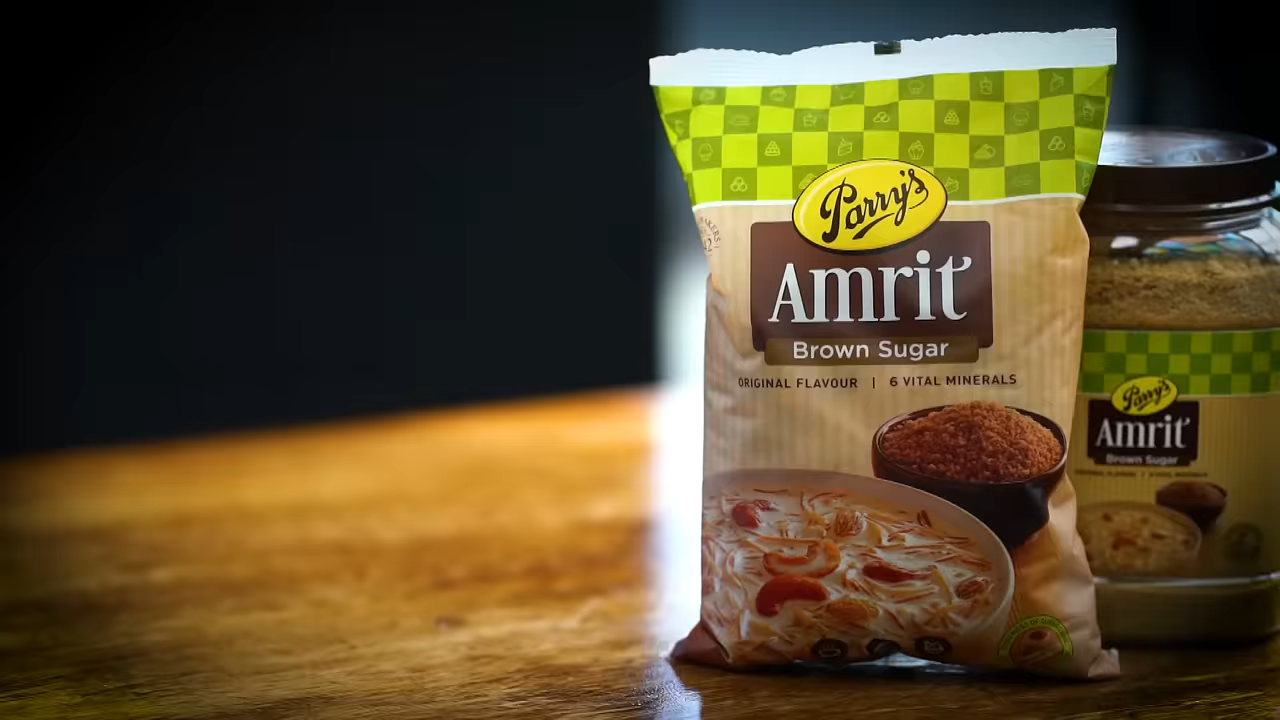 Parry's
Amrit
Brown Sugar
ORIGINAL FLAVOUR | 6 VITAL MINERALS
Parry's
Amrit
Brown Sugar